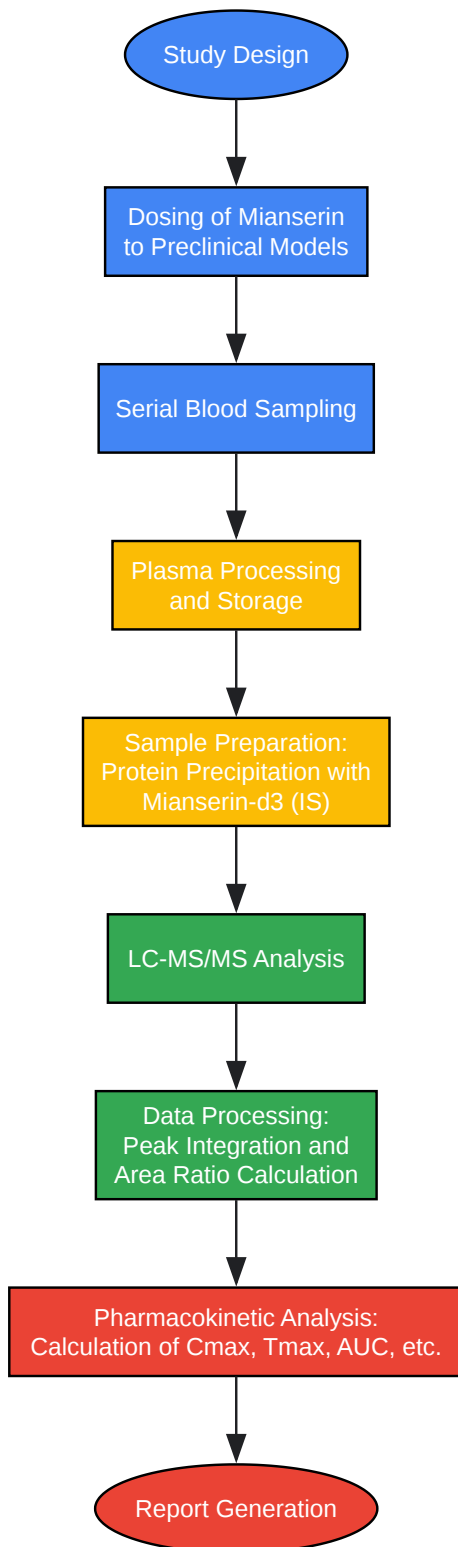 Study Design
Dosing of Mianserin
to Preclinical Models
Serial Blood Sampling
Plasma Processing
and Storage
Sample Preparation:
Protein Precipitation with
Mianserin-d3 (IS)
LC-MS/MS Analysis
Data Processing:
Peak Integration and
Area Ratio Calculation
Pharmacokinetic Analysis:
Calculation of Cmax, Tmax, AUC, etc.
Report Generation